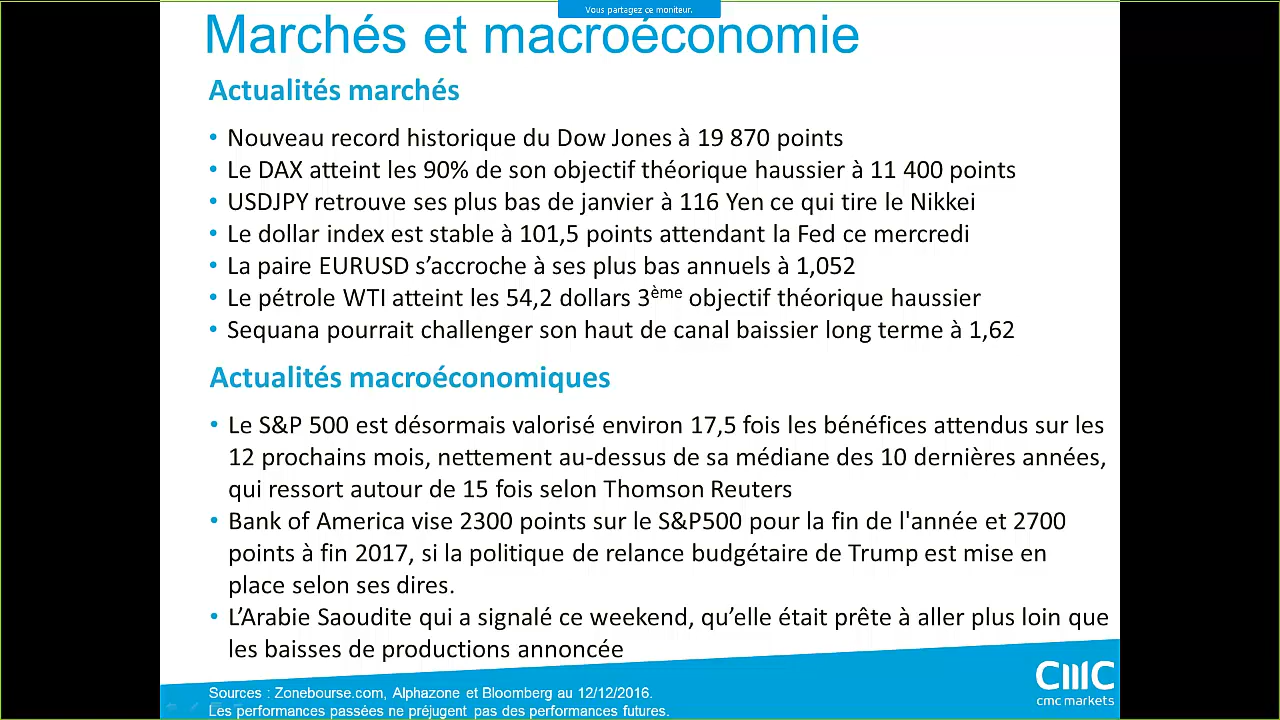 Vous partagez ce moniteur.
Marchés et macroéconomie
Actualités marchés
• Nouveau record historique du Dow Jones à 19 870 points
• Le DAX atteint les 90% de son objectif théorique haussier à 11 400 points
• USDJPY retrouve ses plus bas de janvier à 116 Yen ce qui tire le Nikkei
• Le dollar index est stable à 101,5 points attendant la Fed ce mercredi
• La paire EURUSD s’accroche à ses plus bas annuels à 1,052
• Le pétrole WTI atteint les 54,2 dollars 3ème objectif théorique haussier
• Sequana pourrait challenger son haut de canal baissier long terme à 1,62
Actualités macroéconomiques
• Le S&P 500 est désormais valorisé environ 17,5 fois les bénéfices attendus sur les
12 prochains mois, nettement au-dessus de sa médiane des 10 dernières années,
qui ressort autour de 15 fois selon Thomson Reuters
• Bank of America vise 2300 points sur le S&P500 pour la fin de l'année et 2700
points à fin 2017, si la politique de relance budgétaire de Trump est mise en
place selon ses dires.
• L’Arabie Saoudite qui a signalé ce weekend, qu’elle était prête à aller plus loin que
les baisses de productions annoncée
Sources : Zonebourse.com, Alphazone et Bloomberg au 12/12/2016.
Les performances passées ne préjugent pas des performances futures.
CMC
cmc markets